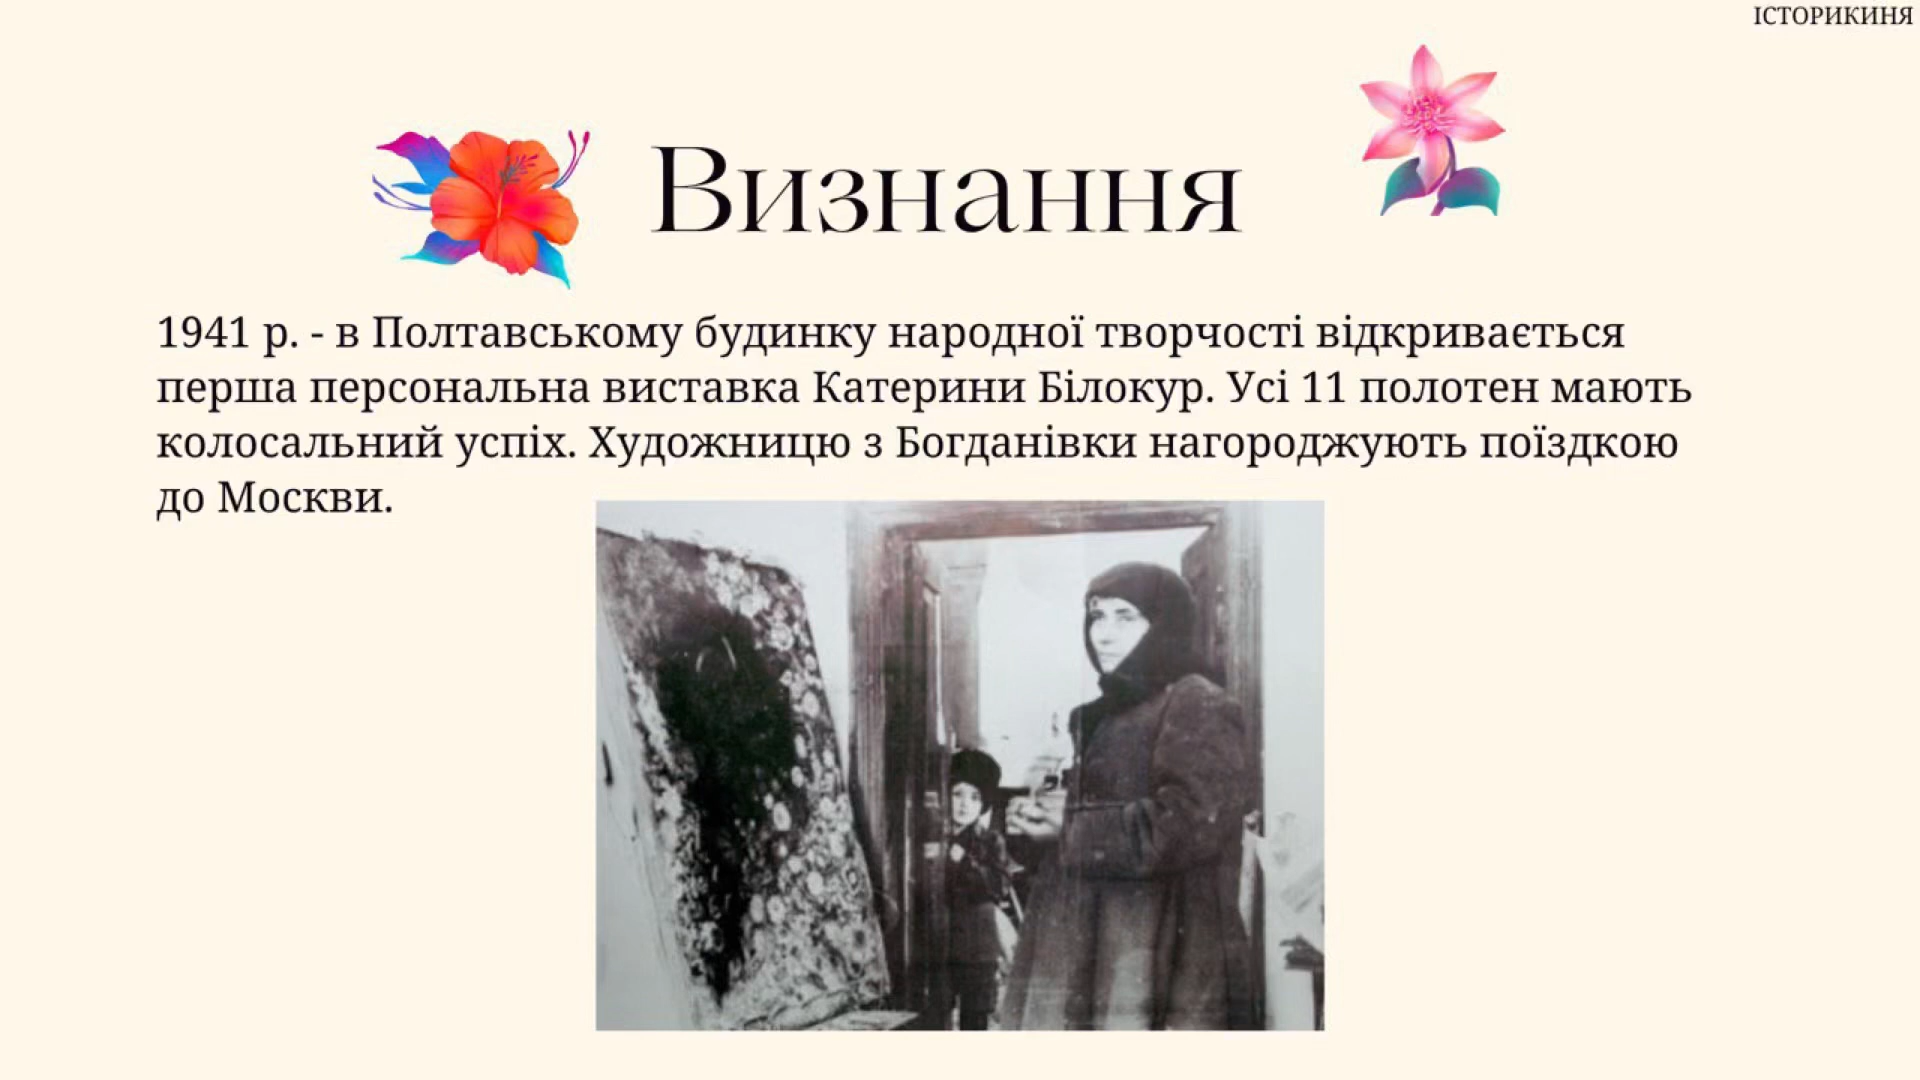 ІСТОРИКИНЯ
Визнання
1941 р. - в Полтавському будинку народної творчості відкривається
перша персональна виставка Катерини Білокур. Усі 11 полотен мають
колосальний успіх. Художницю з Богданівки нагороджують поїздкою
до Москви.